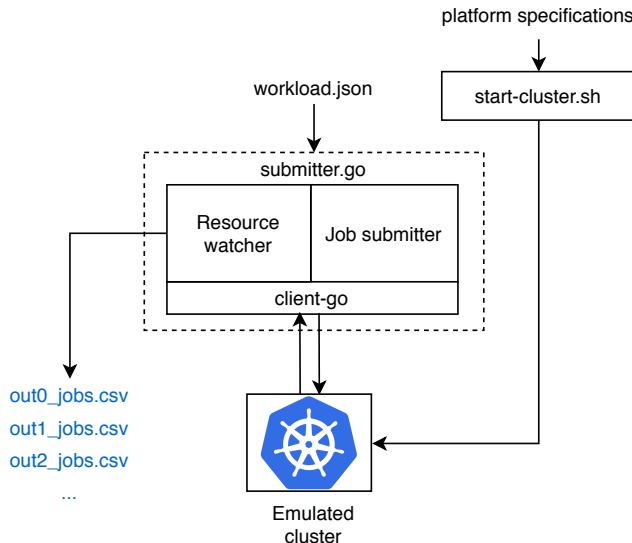 platform specifications
start-cluster.sh
workload.json
submitter.go
Resource
watcher
Job submitter
client-go
out0_jobs.csv
out1_jobs.csv
out2_jobs.csv
...
Emulated
cluster